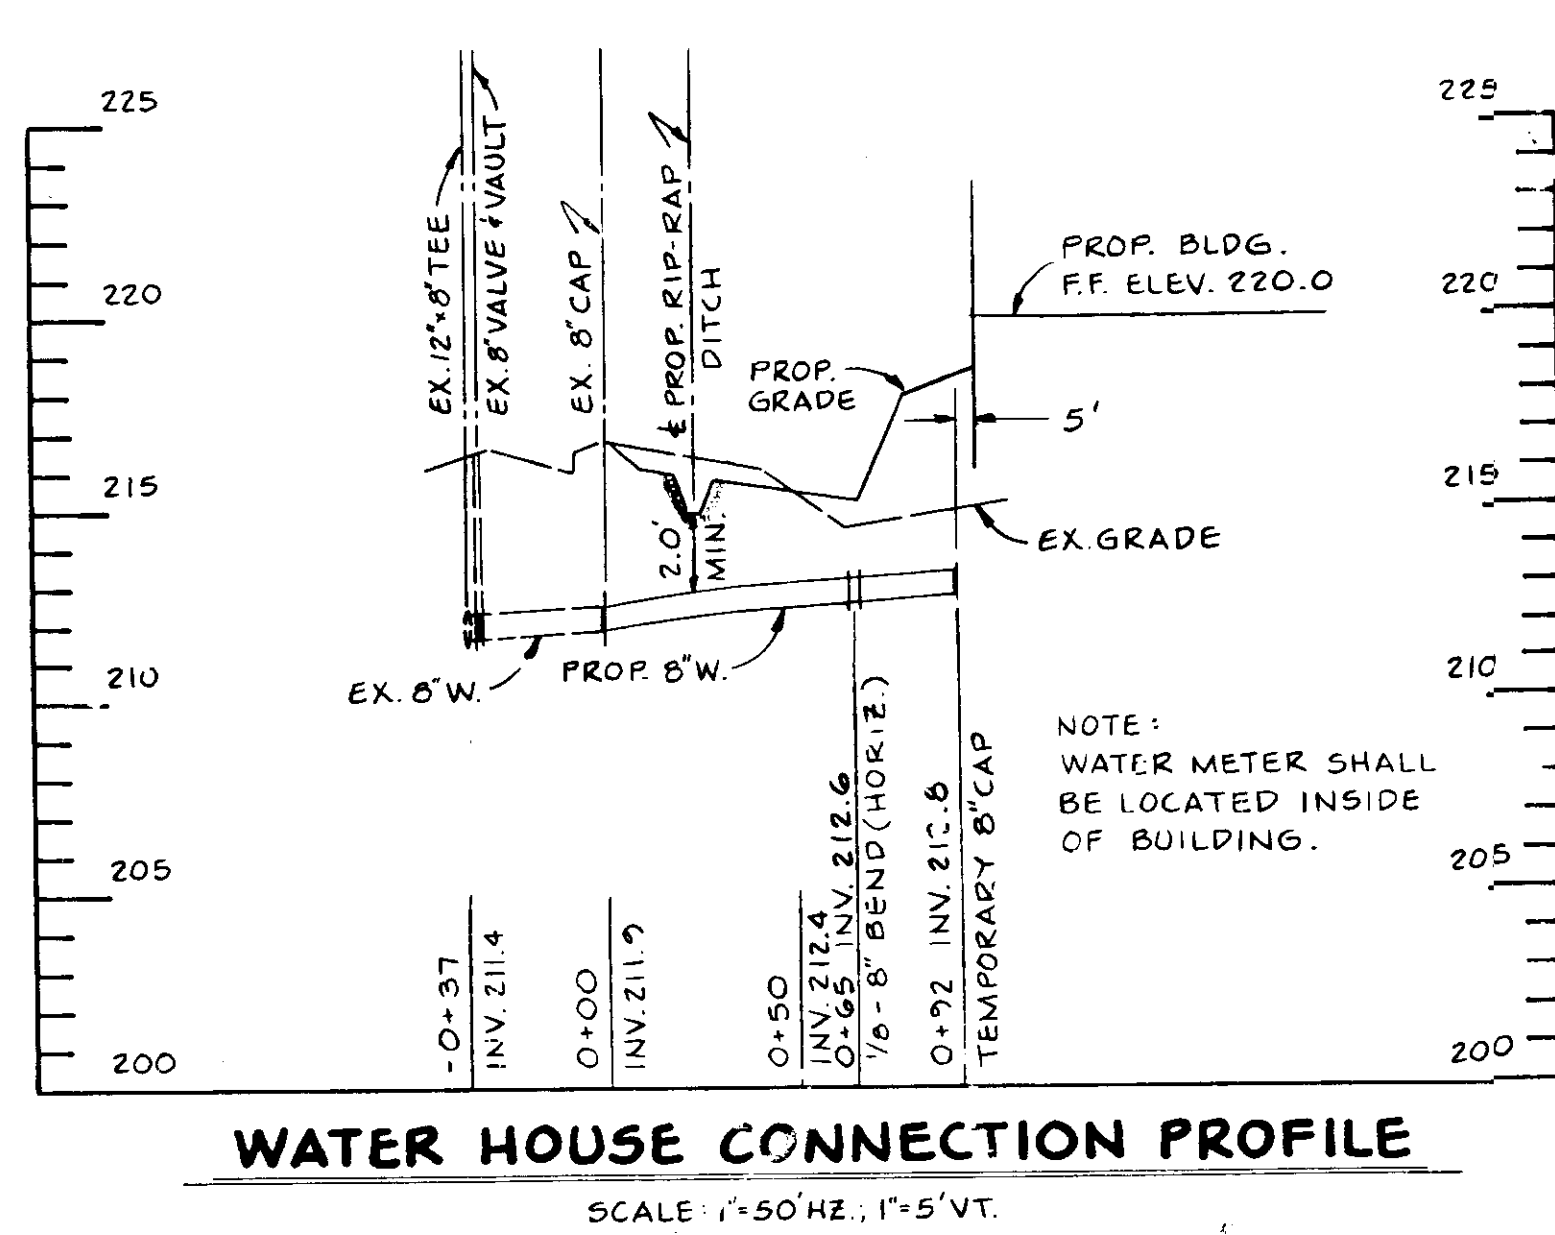 225
220
215
210
205
200
EX. 12"x8" TEE
EX. 8" VALVE & VAULT
EX. 8" CAP
℄ PROP. RIP-RAP
DITCH
PROP.
GRADE
PROP. BLDG.
F.F. ELEV. 220.0
5'
2.0'
MIN.
EX. GRADE
EX. 8" W.
PROP. 8" W.
NOTE:
WATER METER SHALL
BE LOCATED INSIDE
OF BUILDING.
-0+37
INV. 211.4
0+00
INV. 211.9
0+50
INV. 212.4
0+65 INV. 212.6
1/8 - 8" BEND (HORIZ.)
0+92 INV. 212.8
TEMPORARY 8" CAP
225
220
215
210
205
200
WATER HOUSE CONNECTION PROFILE
SCALE: 1"=50' HZ.; 1"=5' VT.